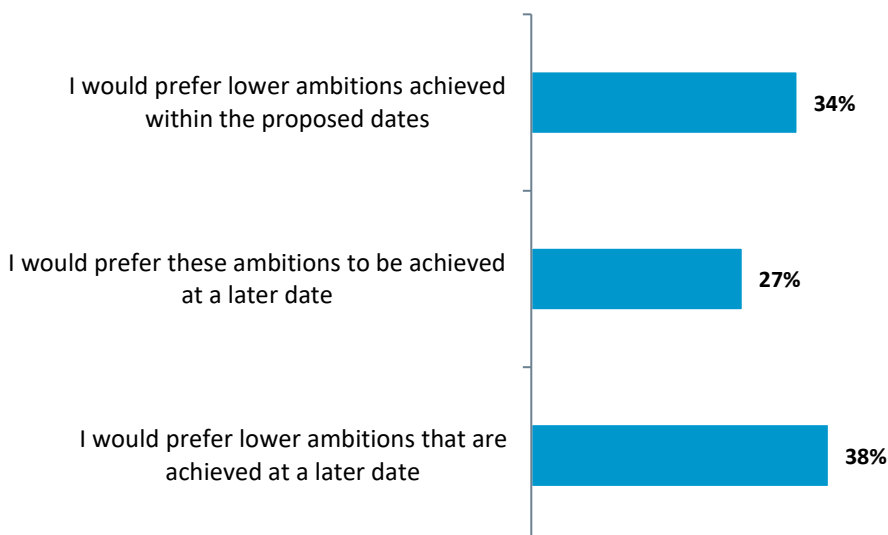 I would prefer lower ambitions achieved
within the proposed dates
34%
I would prefer these ambitions to be achieved
at a later date
27%
I would prefer lower ambitions that are
achieved at a later date
38%